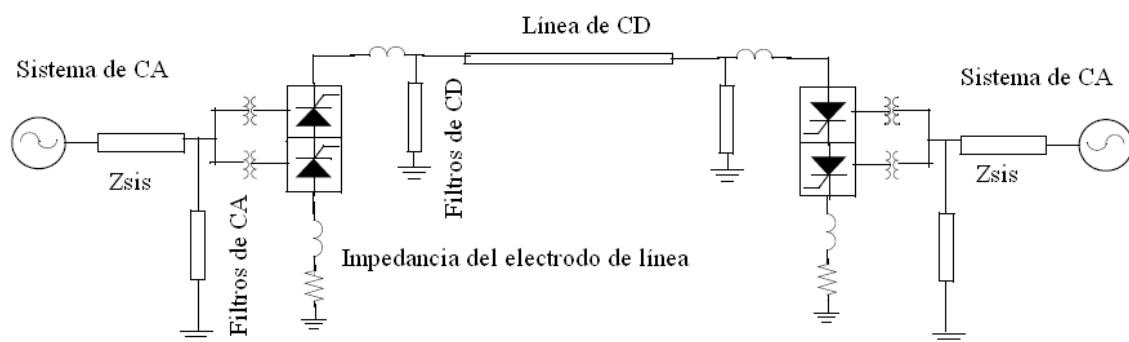 Línea de CD
Sistema de CA
Sistema de CA
Zsis
Filtros de CA
Filtros de CD
Zsis
Impedancia del electrodo de línea